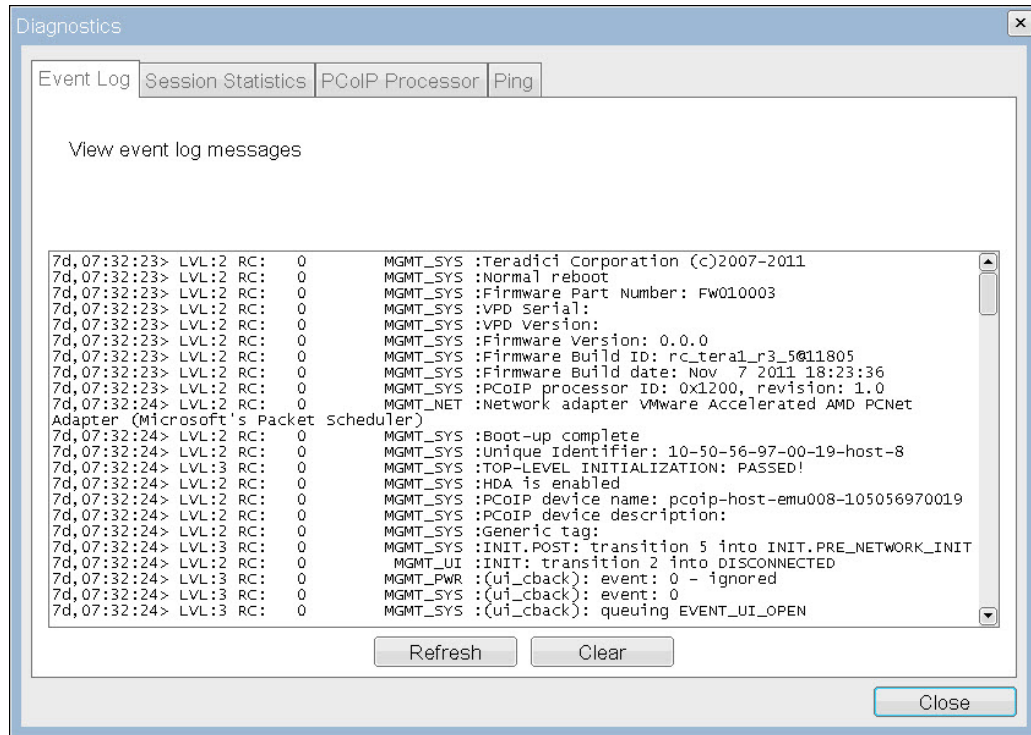 Diagnostics
Event Log Session Statistics PCoIP Processor Ping
View event log messages
7d,07:32:23> LVL:2 RC: 0 MGMT_SYS :Teradici Corporation (c)2007-2011
7d,07:32:23> LVL:2 RC: 0 MGMT_SYS :Normal reboot
7d,07:32:23> LVL:2 RC: 0 MGMT_SYS :Firmware Part Number: FW010003
7d,07:32:23> LVL:2 RC: 0 MGMT_SYS :VPD Serial:
7d,07:32:23> LVL:2 RC: 0 MGMT_SYS :VPD Version:
7d,07:32:23> LVL:2 RC: 0 MGMT_SYS :Firmware Version: 0.0.0
7d,07:32:23> LVL:2 RC: 0 MGMT_SYS :Firmware Build ID: rc_tera1_r3_5@11805
7d,07:32:23> LVL:2 RC: 0 MGMT_SYS :Firmware Build date: Nov 7 2011 18:23:36
7d,07:32:24> LVL:2 RC: 0 MGMT_SYS :PCoIP processor ID: 0x1200, revision: 1.0
7d,07:32:24> LVL:2 RC: 0 MGMT_NET :Network adapter VMware Accelerated AMD PCNet
Adapter (Microsoft's Packet Scheduler)
7d,07:32:24> LVL:2 RC: 0 MGMT_SYS :Boot-up complete
7d,07:32:24> LVL:2 RC: 0 MGMT_SYS :Unique Identifier: 10-50-56-97-00-19-host-8
7d,07:32:24> LVL:3 RC: 0 MGMT_SYS :TOP-LEVEL INITIALIZATION: PASSED!
7d,07:32:24> LVL:2 RC: 0 MGMT_SYS :HDA is enabled
7d,07:32:24> LVL:2 RC: 0 MGMT_SYS :PCoIP device name: pcoip-host-emu008-105056970019
7d,07:32:24> LVL:2 RC: 0 MGMT_SYS :PCoIP device description:
7d,07:32:24> LVL:2 RC: 0 MGMT_SYS :Generic tag:
7d,07:32:24> LVL:3 RC: 0 MGMT_SYS :INIT.POST: transition 5 into INIT.PRE_NETWORK_INIT
7d,07:32:24> LVL:2 RC: 0 MGMT_UI :INIT: transition 2 into DISCONNECTED
7d,07:32:24> LVL:3 RC: 0 MGMT_PWR :(ui_cback): event: 0 - ignored
7d,07:32:24> LVL:3 RC: 0 MGMT_SYS :(ui_cback): event: 0
7d,07:32:24> LVL:3 RC: 0 MGMT_SYS :(ui_cback): queuing EVENT_UI_OPEN
Refresh Clear
Close